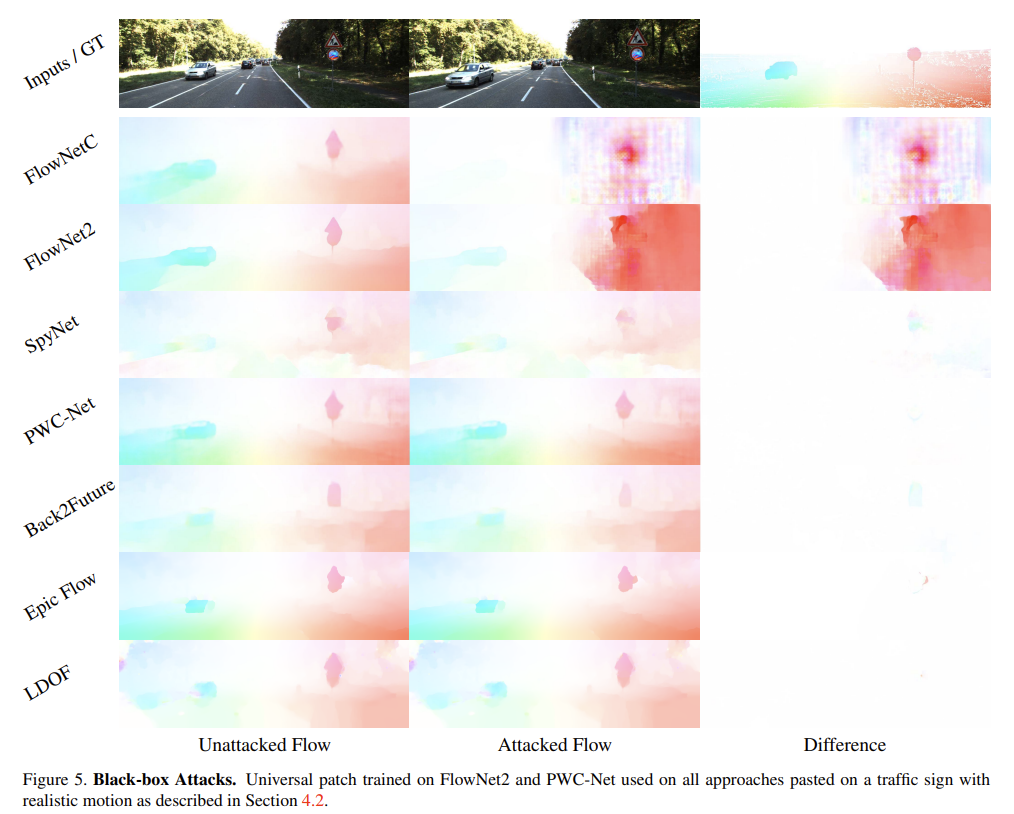 Inputs / GT
FlowNetC
FlowNet2
SpyNet
PWC-Net
Back2Future
Epic Flow
LDOF
Unattacked Flow Attacked Flow Difference
Figure 5. Black-box Attacks. Universal patch trained on FlowNet2 and PWC-Net used on all approaches pasted on a traffic sign with
realistic motion as described in Section 4.2.